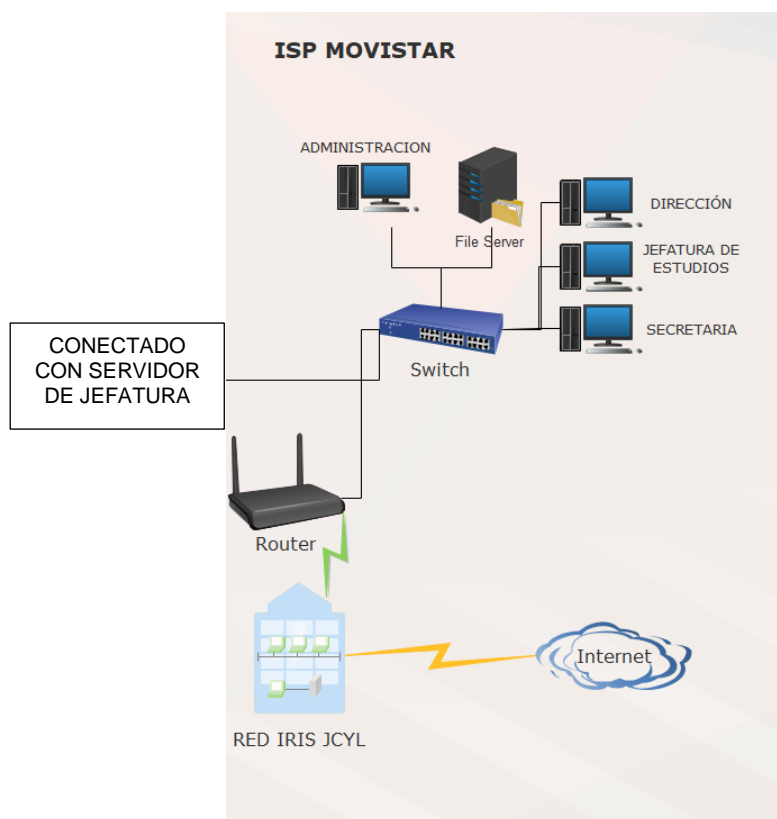 ISP MOVISTAR
ADMINISTRACION
File Server
DIRECCIÓN
JEFATURA DE
ESTUDIOS
SECRETARIA
Switch
CONECTADO
CON SERVIDOR
DE JEFATURA
Router
Internet
RED IRIS JCYL